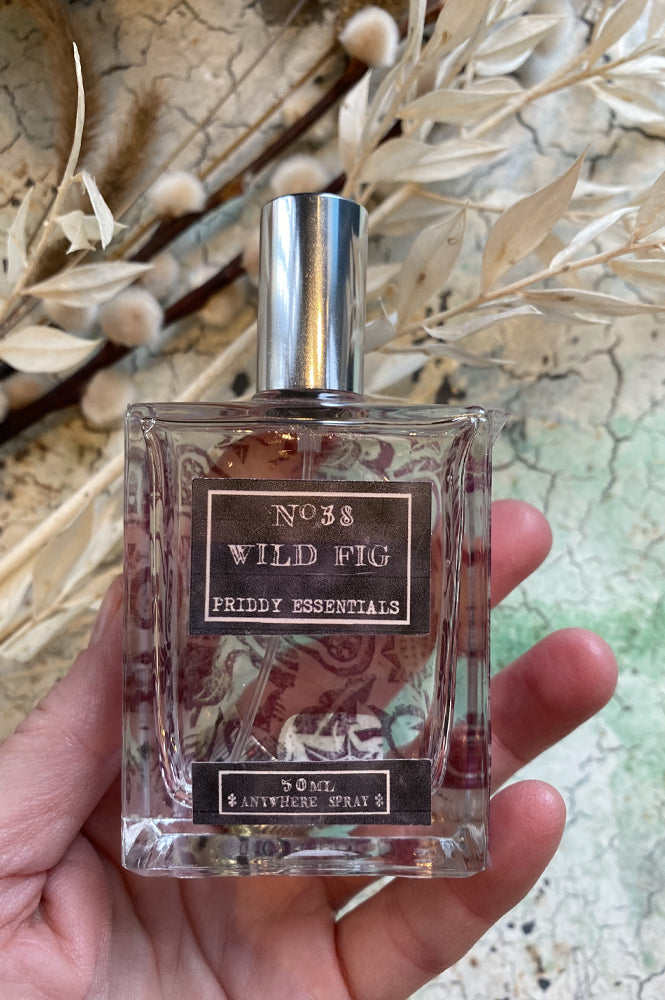 Nº38
WILD FIG
PRIDDY ESSENTIALS
50ML
* ANYWHERE SPRAY *